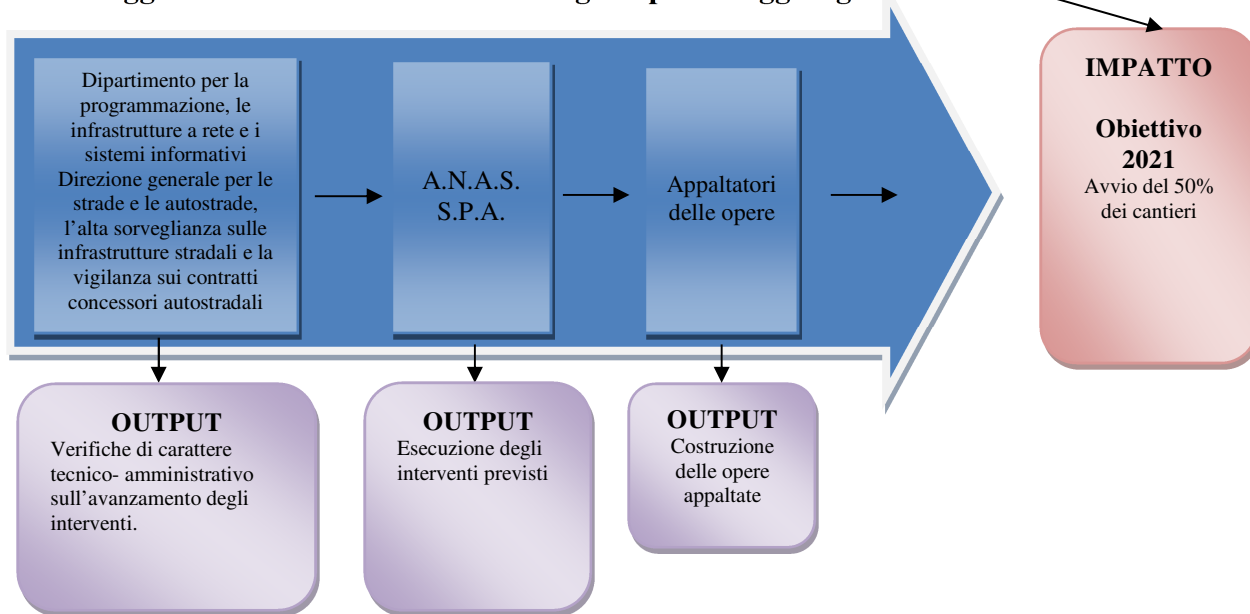 Dipartimento per la
programmazione, le
infrastrutture a rete e i
sistemi informativi
Direzione generale per le
strade e le autostrade,
l’alta sorveglianza sulle
infrastrutture stradali e la
vigilanza sui contratti
concessori autostradali
A.N.A.S.
S.P.A.
Appaltatori
delle opere
IMPATTO
Obiettivo
2021
Avvio del 50%
dei cantieri
OUTPUT
Verifiche di carattere
tecnico- amministrativo
sull’avanzamento degli
interventi.
OUTPUT
Esecuzione degli
interventi previsti
OUTPUT
Costruzione
delle opere
appaltate